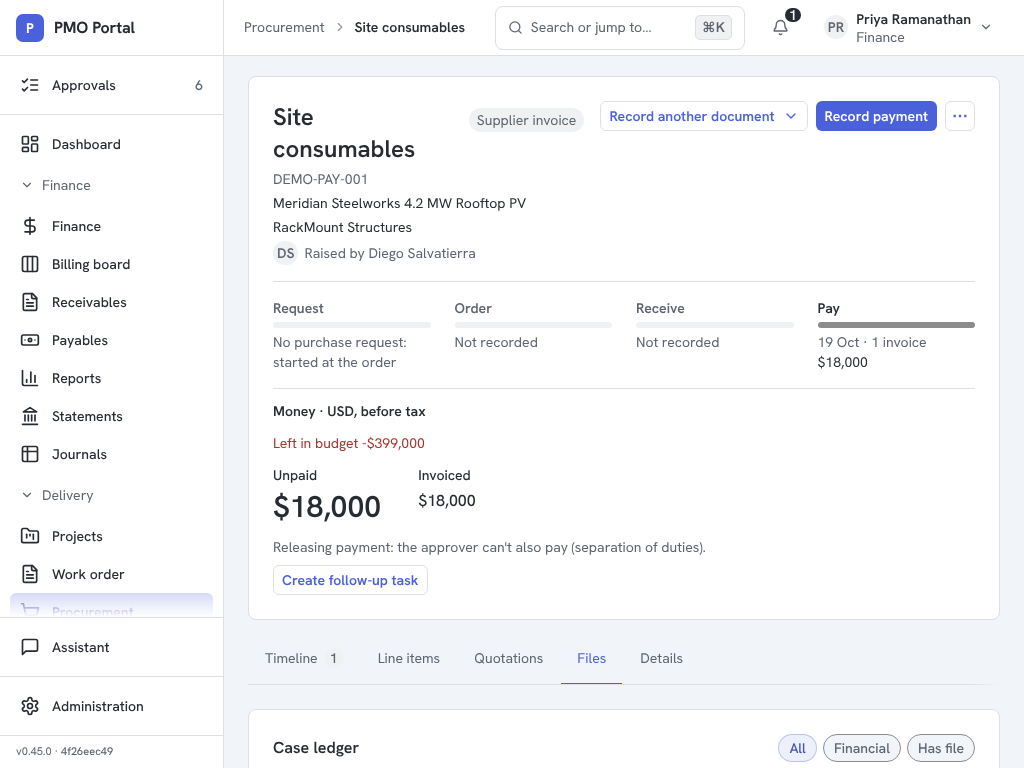 P PMO Portal
Procurement > Site consumables
Search or jump to... ⌘K
1
PR Priya Ramanathan
Finance
Approvals 6
Dashboard
Finance
Finance
Billing board
Receivables
Payables
Reports
Statements
Journals
Delivery
Projects
Work order
Procurement
Assistant
Administration
v0.45.0 · 4f26eec49
Site consumables
Supplier invoice
Record another document
Record payment
···
DEMO-PAY-001
Meridian Steelworks 4.2 MW Rooftop PV
RackMount Structures
DS Raised by Diego Salvatierra
Request
No purchase request:
started at the order
Order
Not recorded
Receive
Not recorded
Pay
19 Oct · 1 invoice
$18,000
Money · USD, before tax
Left in budget -$399,000
Unpaid
$18,000
Invoiced
$18,000
Releasing payment: the approver can't also pay (separation of duties).
Create follow-up task
Timeline 1 Line items Quotations Files Details
Case ledger
All Financial Has file